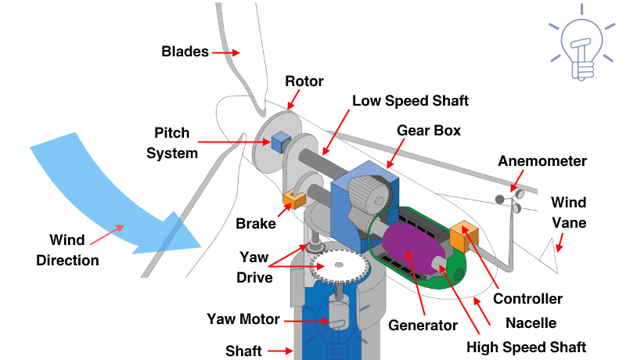 Blades
Rotor
Low Speed Shaft
Gear Box
Pitch
System
Anemometer
Wind
Vane
Brake
Wind
Direction
Yaw
Drive
Controller
Yaw Motor
Generator
Nacelle
High Speed Shaft
Shaft